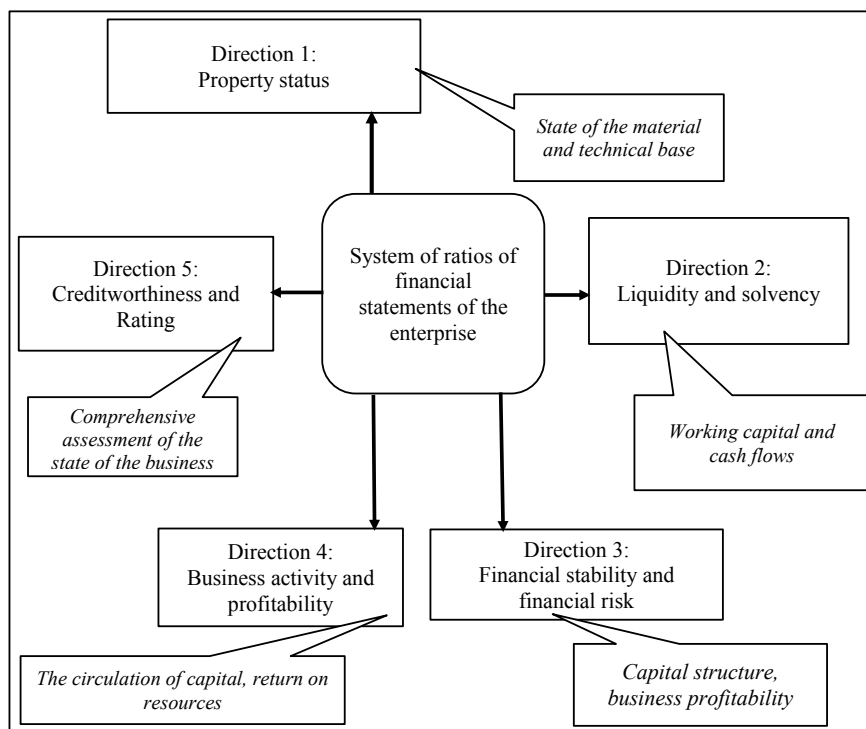 Direction 1:
Property status
State of the material
and technical base
System of ratios of
financial
statements of the
enterprise
Direction 5:
Creditworthiness and
Rating
Direction 2:
Liquidity and solvency
Comprehensive
assessment of the
state of the business
Working capital and
cash flows
Direction 4:
Business activity and
profitability
Direction 3:
Financial stability and
financial risk
The circulation of capital, return on
resources
Capital structure,
business profitability